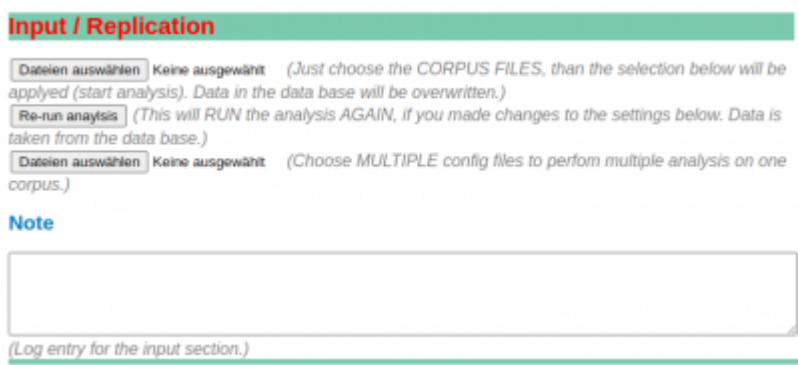 Input / Replication
Dateien auswählen Keine ausgewählt (Just choose the CORPUS FILES, than the selection below will be
applyed (start analysis). Data in the data base will be overwritten.)
Re-run anaylsis (This will RUN the analysis AGAIN, if you made changes to the settings below. Data is
taken from the data base.)
Dateien auswählen Keine ausgewählt (Choose MULTIPLE config files to perfom multiple analysis on one
corpus.)
Note
(Log entry for the input section.)